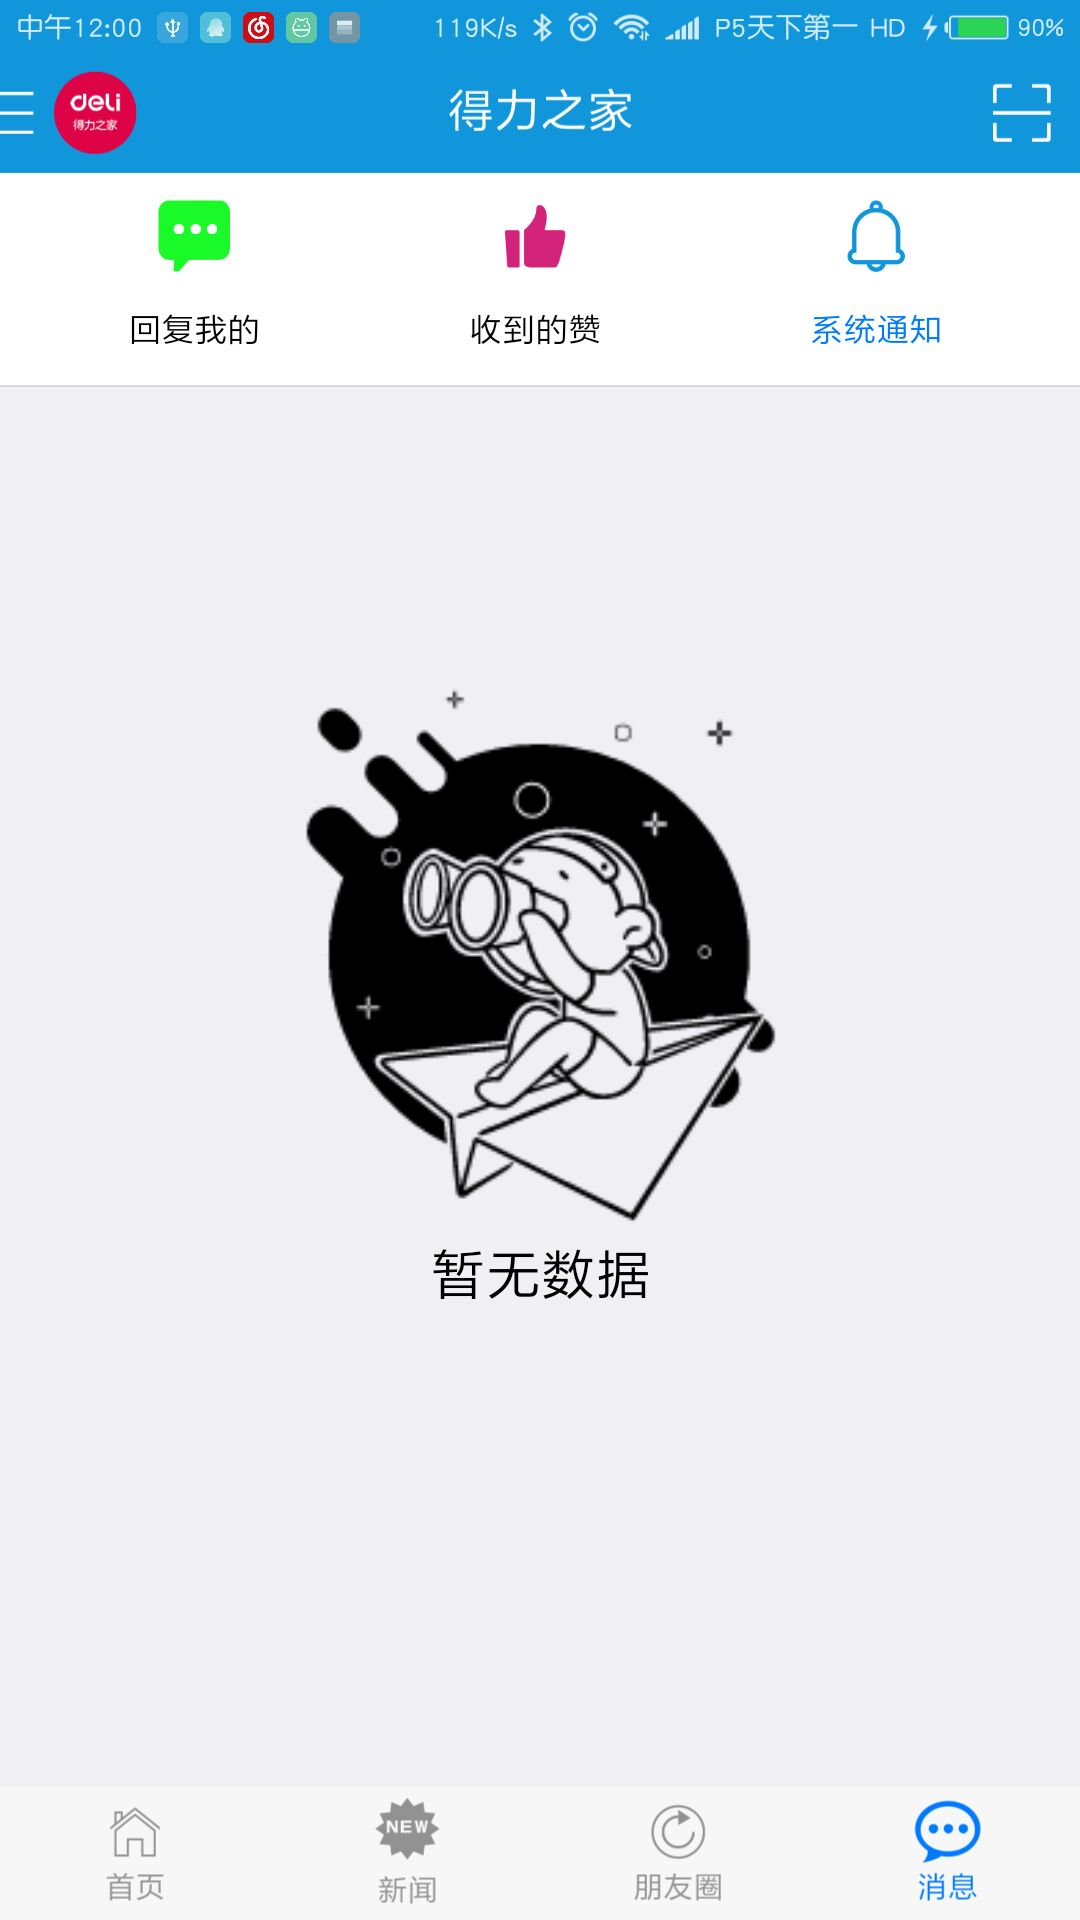 中午12:00 119K/s P5天下第一 HD 90%
deli
得力之家
得力之家
回复我的 收到的赞 系统通知
暂无数据
NEW
首页 新闻 朋友圈 消息